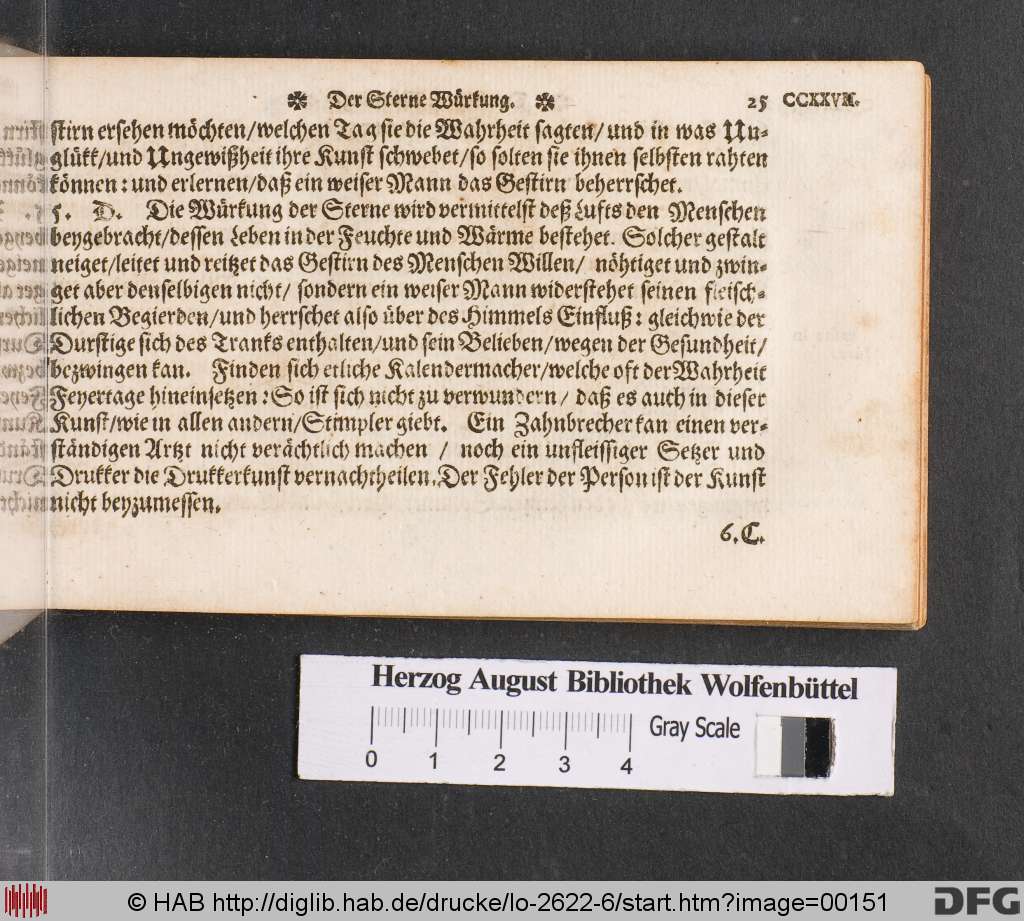 ❉ Der Sterne Würkung. ❉ 25 CCXXVII.
stirn ersehen möchten/welchen Tag sie die Wahrheit sagten/ und in was Un-
glükk/und Ungewißheit ihre Kunst schwebet/so solten sie ihnen selbsten rahten
können: und erlernen/daß ein weiser Mann das Gestirn beherrschet.
5. D. Die Würkung der Sterne wird vermittelst deß Lufts den Menschen
beygebracht/dessen Leben in der Feuchte und Wärme bestehet. Solcher gestalt
neiget/leitet und reitzet das Gestirn des Menschen Willen/ nöhtiget und zwin-
get aber denselbigen nicht/ sondern ein weiser Mann widerstehet seinen fleisch-
lichen Begierden/und herrschet also über des Himmels Einfluß: gleichwie der
Durstige sich des Tranks enthalten/und sein Belieben/wegen der Gesundheit/
bezwingen kan. Finden sich etliche Kalendermacher/welche oft der Wahrheit
Feyertage hineinsetzen: So ist sich nicht zu verwundern/ daß es auch in dieser
Kunst/wie in allen andern/Stimpler giebt. Ein Zahnbrecher kan einen ver-
ständigen Artzt nicht verächtlich machen / noch ein unfleissiger Setzer und
Drukker die Drukkerkunst vernachtheilen. Der Fehler der Person ist der Kunst
nicht beyzumessen.
6. C.
Herzog August Bibliothek Wolfenbüttel
Gray Scale
0 1 2 3 4
© HAB http://diglib.hab.de/drucke/lo-2622-6/start.htm?image=00151
DFG